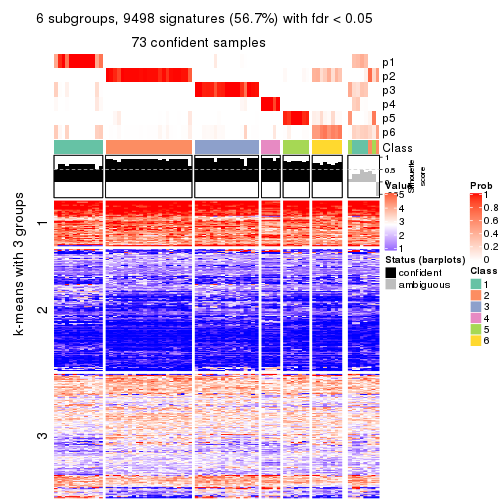 6 subgroups, 9498 signatures (56.7%) with fdr < 0.05
73 confident samples
p1
p2
p3
p4
p5
p6
Class
1
0.5
0
Silhouette
score
k-means with 3 groups
1
2
3
Value
5
4
3
2
1
Status (barplots)
confident
ambiguous
Prob
1
0.8
0.6
0.4
0.2
0
Class
1
2
3
4
5
6